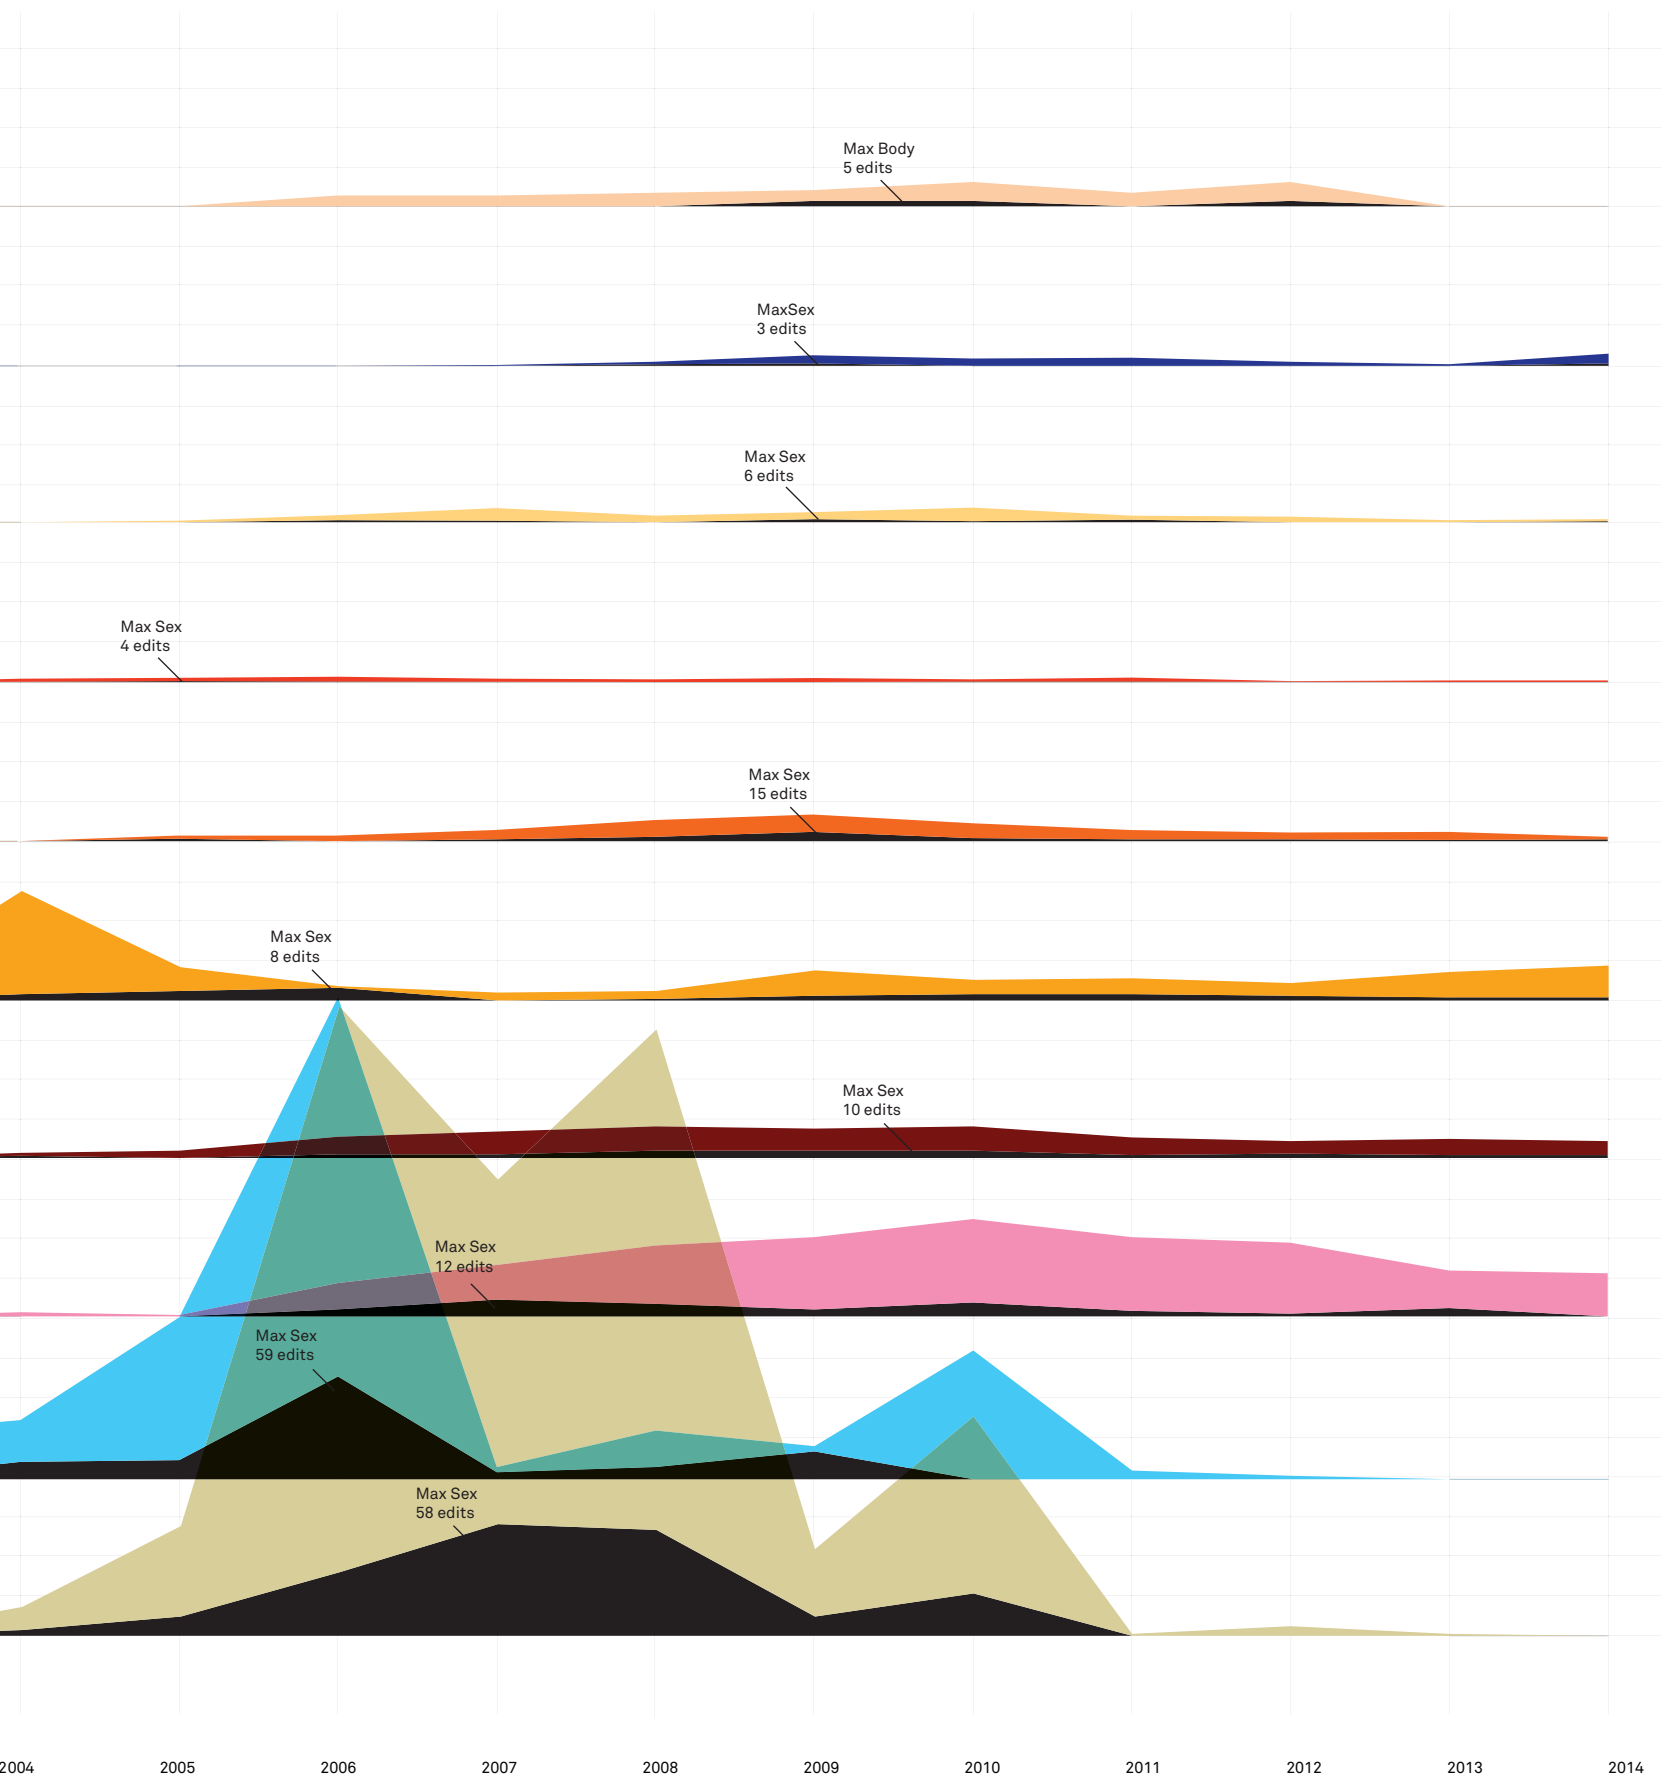 Max Body
5 edits
MaxSex
3 edits
Max Sex
6 edits
Max Sex
4 edits
Max Sex
15 edits
Max Sex
8 edits
Max Sex
10 edits
Max Sex
12 edits
Max Sex
59 edits
Max Sex
58 edits
2004 2005 2006 2007 2008 2009 2010 2011 2012 2013 2014